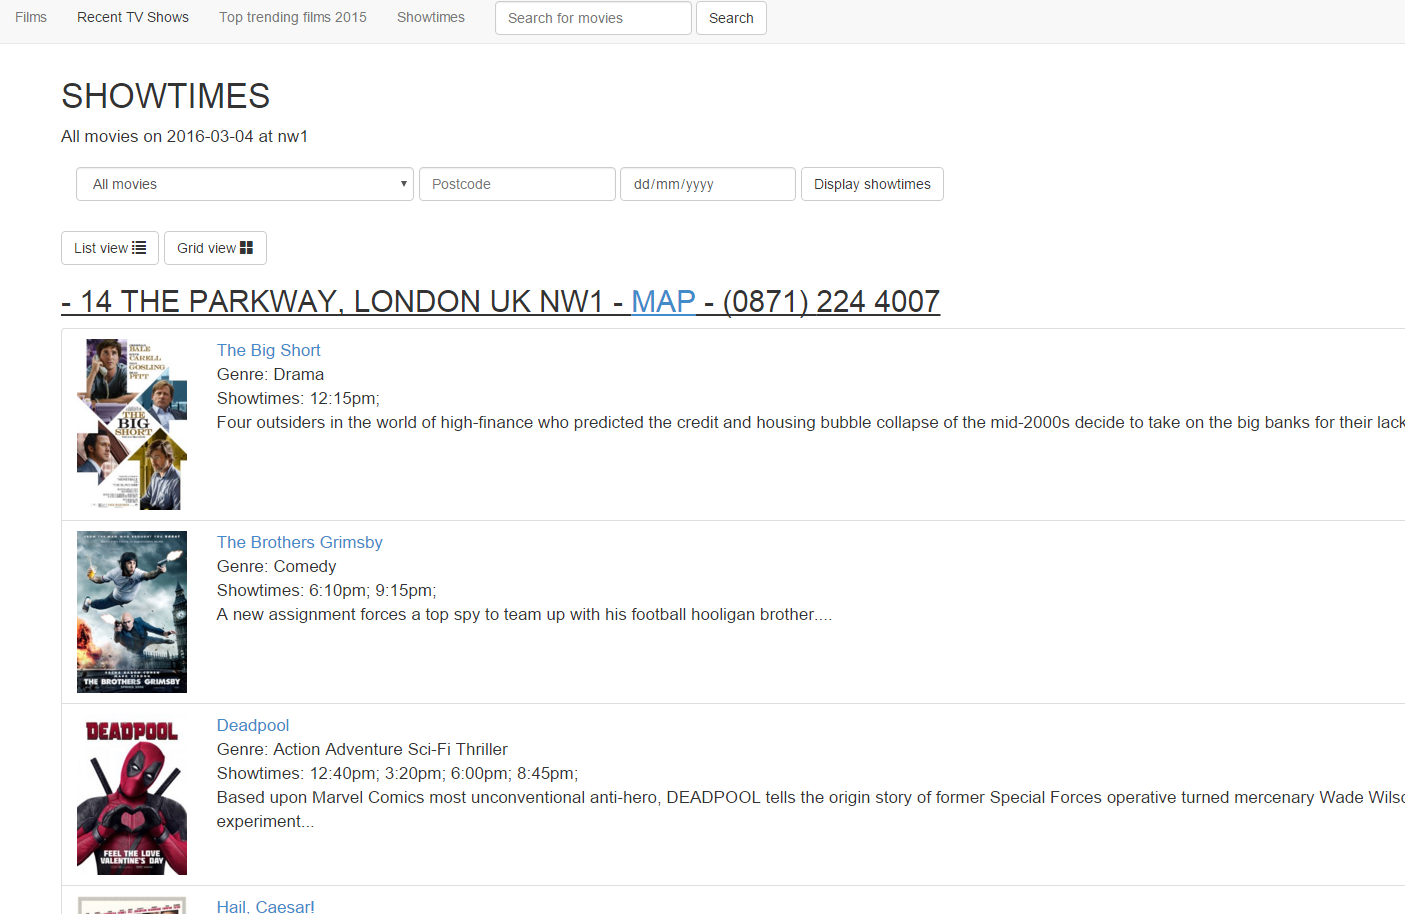 Films Recent TV Shows Top trending films 2015 Showtimes Search for movies Search
SHOWTIMES
All movies on 2016-03-04 at nw1
All movies Postcode dd/mm/yyyy Display showtimes
List view Grid view
- 14 THE PARKWAY, LONDON UK NW1 - MAP - (0871) 224 4007
BALE
CARELL
GOSLING
PITT
THE
BIG
SHORT
The Big Short
Genre: Drama
Showtimes: 12:15pm;
Four outsiders in the world of high-finance who predicted the credit and housing bubble collapse of the mid-2000s decide to take on the big banks for their lack
THE BROTHERS GRIMSBY
The Brothers Grimsby
Genre: Comedy
Showtimes: 6:10pm; 9:15pm;
A new assignment forces a top spy to team up with his football hooligan brother....
DEADPOOL
FEEL THE LOVE
VALENTINE'S DAY
Deadpool
Genre: Action Adventure Sci-Fi Thriller
Showtimes: 12:40pm; 3:20pm; 6:00pm; 8:45pm;
Based upon Marvel Comics most unconventional anti-hero, DEADPOOL tells the origin story of former Special Forces operative turned mercenary Wade Wilso
experiment...
Hail, Caesar!